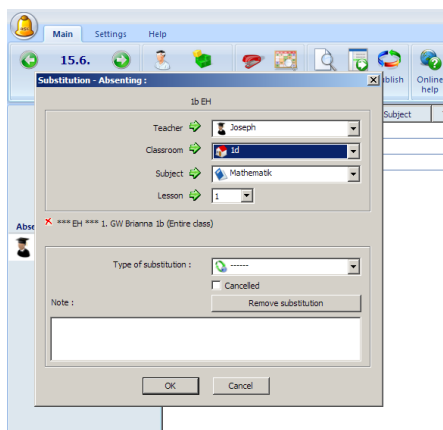 Main Settings Help
15.6.
Online
help
Substitution - Absenting :
Subject
1b EH
Teacher Joseph
Classroom 1d
Subject Mathematik
Lesson 1
*** EH *** 1. GW Brianna 1b (Entire class)
Type of substitution : ------
Cancelled
Note : Remove substitution
OK Cancel